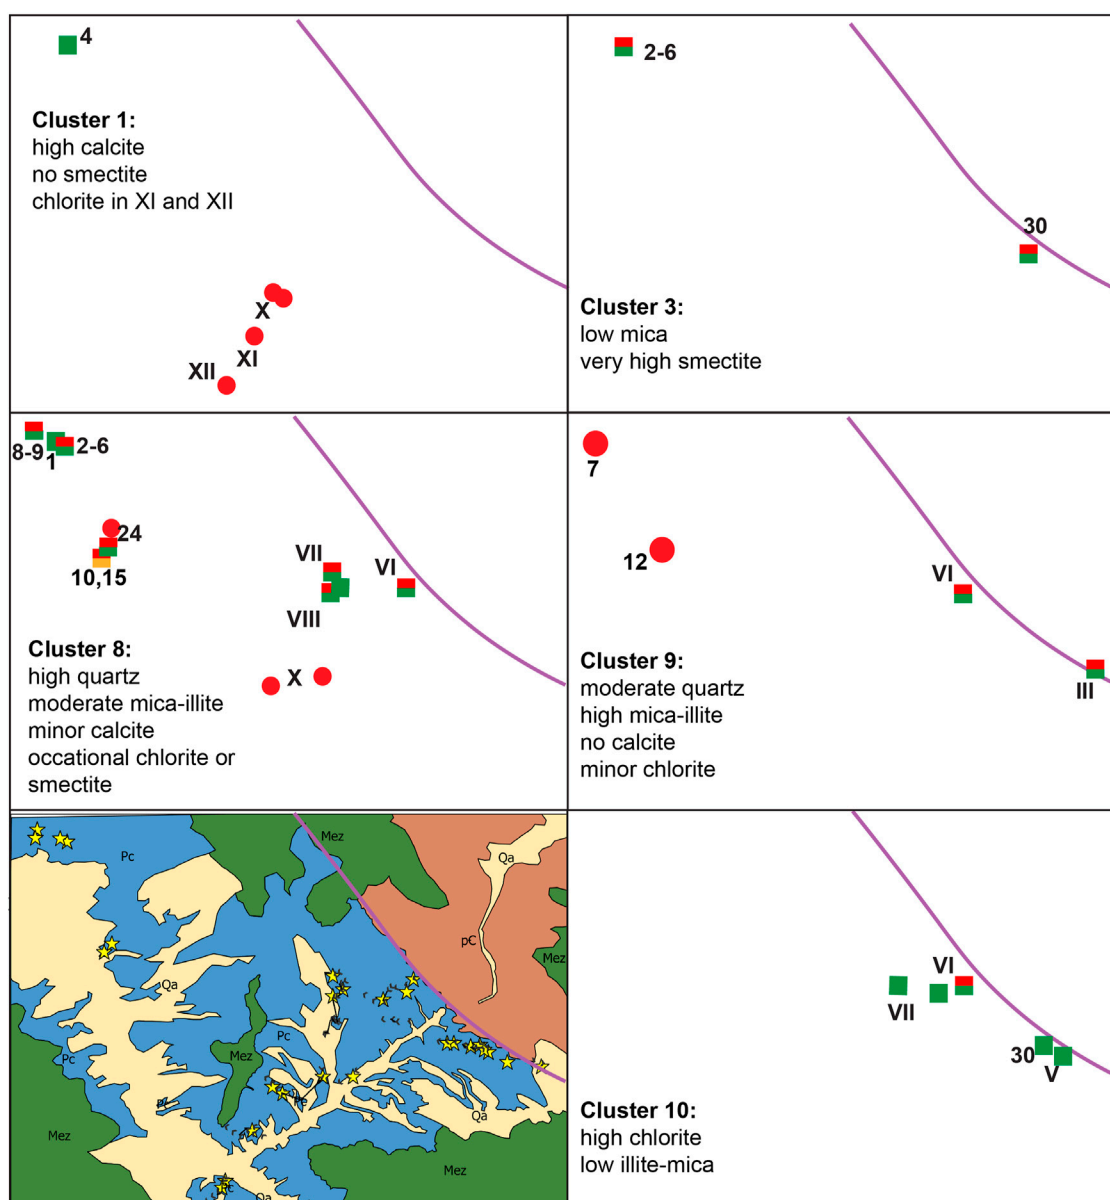 4
Cluster 1:
high calcite
no smectite
chlorite in XI and XII
X
XI
XII
2-6
30
Cluster 3:
low mica
very high smectite
8-9
1
2-6
24
10,15
VII
VI
VIII
X
Cluster 8:
high quartz
moderate mica-illite
minor calcite
occational chlorite or
smectite
7
12
VI
III
Cluster 9:
moderate quartz
high mica-illite
no calcite
minor chlorite
Mez
Pc
Qa
pC
Mez
Qa
Pc
Pc
Mez
Pc
Qa
Mez
Mez
Qa
VI
VII
30
V
Cluster 10:
high chlorite
low illite-mica